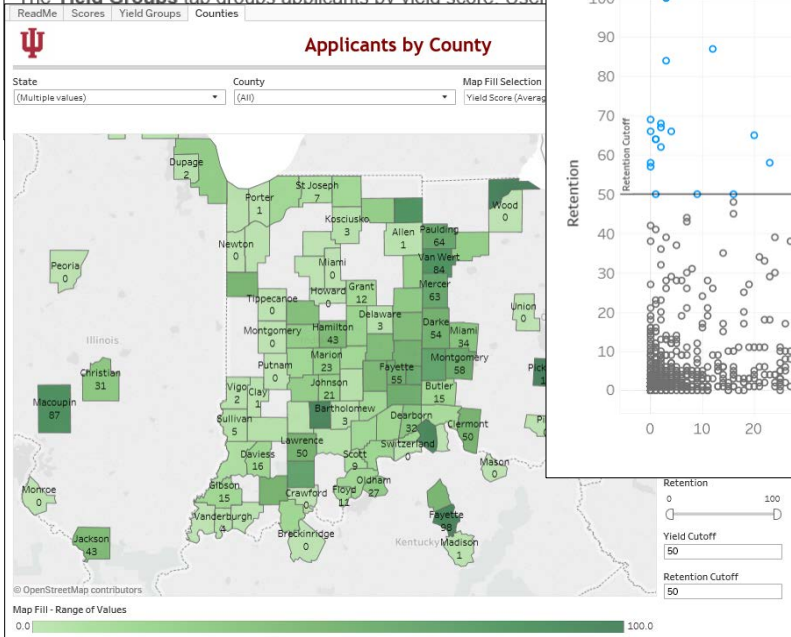 The Yield Groups tab groups applicants by yield score. User
ReadMe Scores Yield Groups Counties
Applicants by County
State County Map Fill Selection
(Multiple values) (All) Yield Score (Averag
Dupage
2
Porter
1
St Joseph
7
Wood
0
Kosciusko
3
Allen
1
Paulding
64
Newton
0
Van Wert
84
Peoria
0
Miami
0
Mercer
63
Howard
0
Grant
12
Tippecanoe
0
Union
0
Delaware
3
Darke
54
Miami
34
Illinois
Montgomery
0
Hamilton
43
Christian
31
Putnam
0
Marion
23
Fayette
55
Montgomery
58
Pick
1
Macoupin
87
Vigo
2
Clay
1
Johnson
21
Butler
15
Sullivan
5
Bartholomew
3
Dearborn
32
Clermont
50
Pi
Lawrence
50
Switzerland
0
Daviess
16
Scott
9
Mason
0
Monroe
0
Gibson
15
Crawford
0
Floyd
11
Oldham
27
Vanderburgh
4
Fayette
98
Jackson
43
Breckinridge
0
Kentucky
Madison
1
© OpenStreetMap contributors
Map Fill - Range of Values
0.0 100.0
100
90
80
70
60
50
40
30
20
10
0
Retention
Retention Cutoff
0 10 20
Retention
0 100
Yield Cutoff
50
Retention Cutoff
50